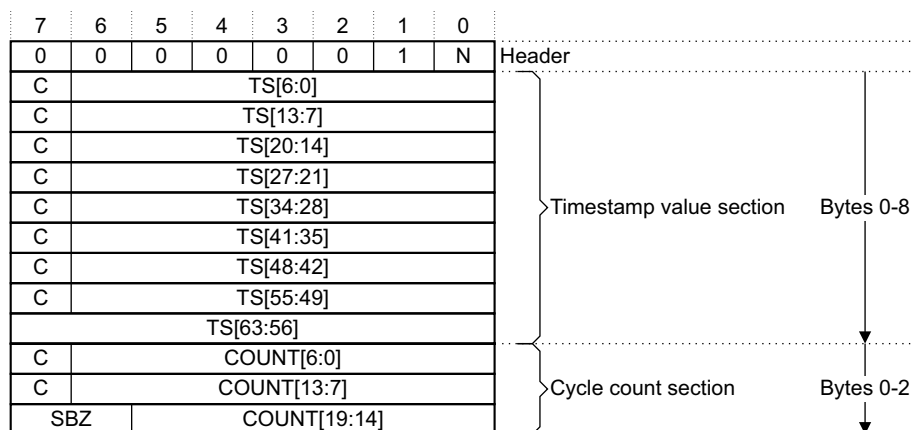 7 6 5 4 3 2 1 0
0 0 0 0 0 0 1 N Header
C TS[6:0]
C TS[13:7]
C TS[20:14]
C TS[27:21]
C TS[34:28] Timestamp value section Bytes 0-8
C TS[41:35]
C TS[48:42]
C TS[55:49]
TS[63:56]
C COUNT[6:0]
C COUNT[13:7] Cycle count section Bytes 0-2
SBZ COUNT[19:14]